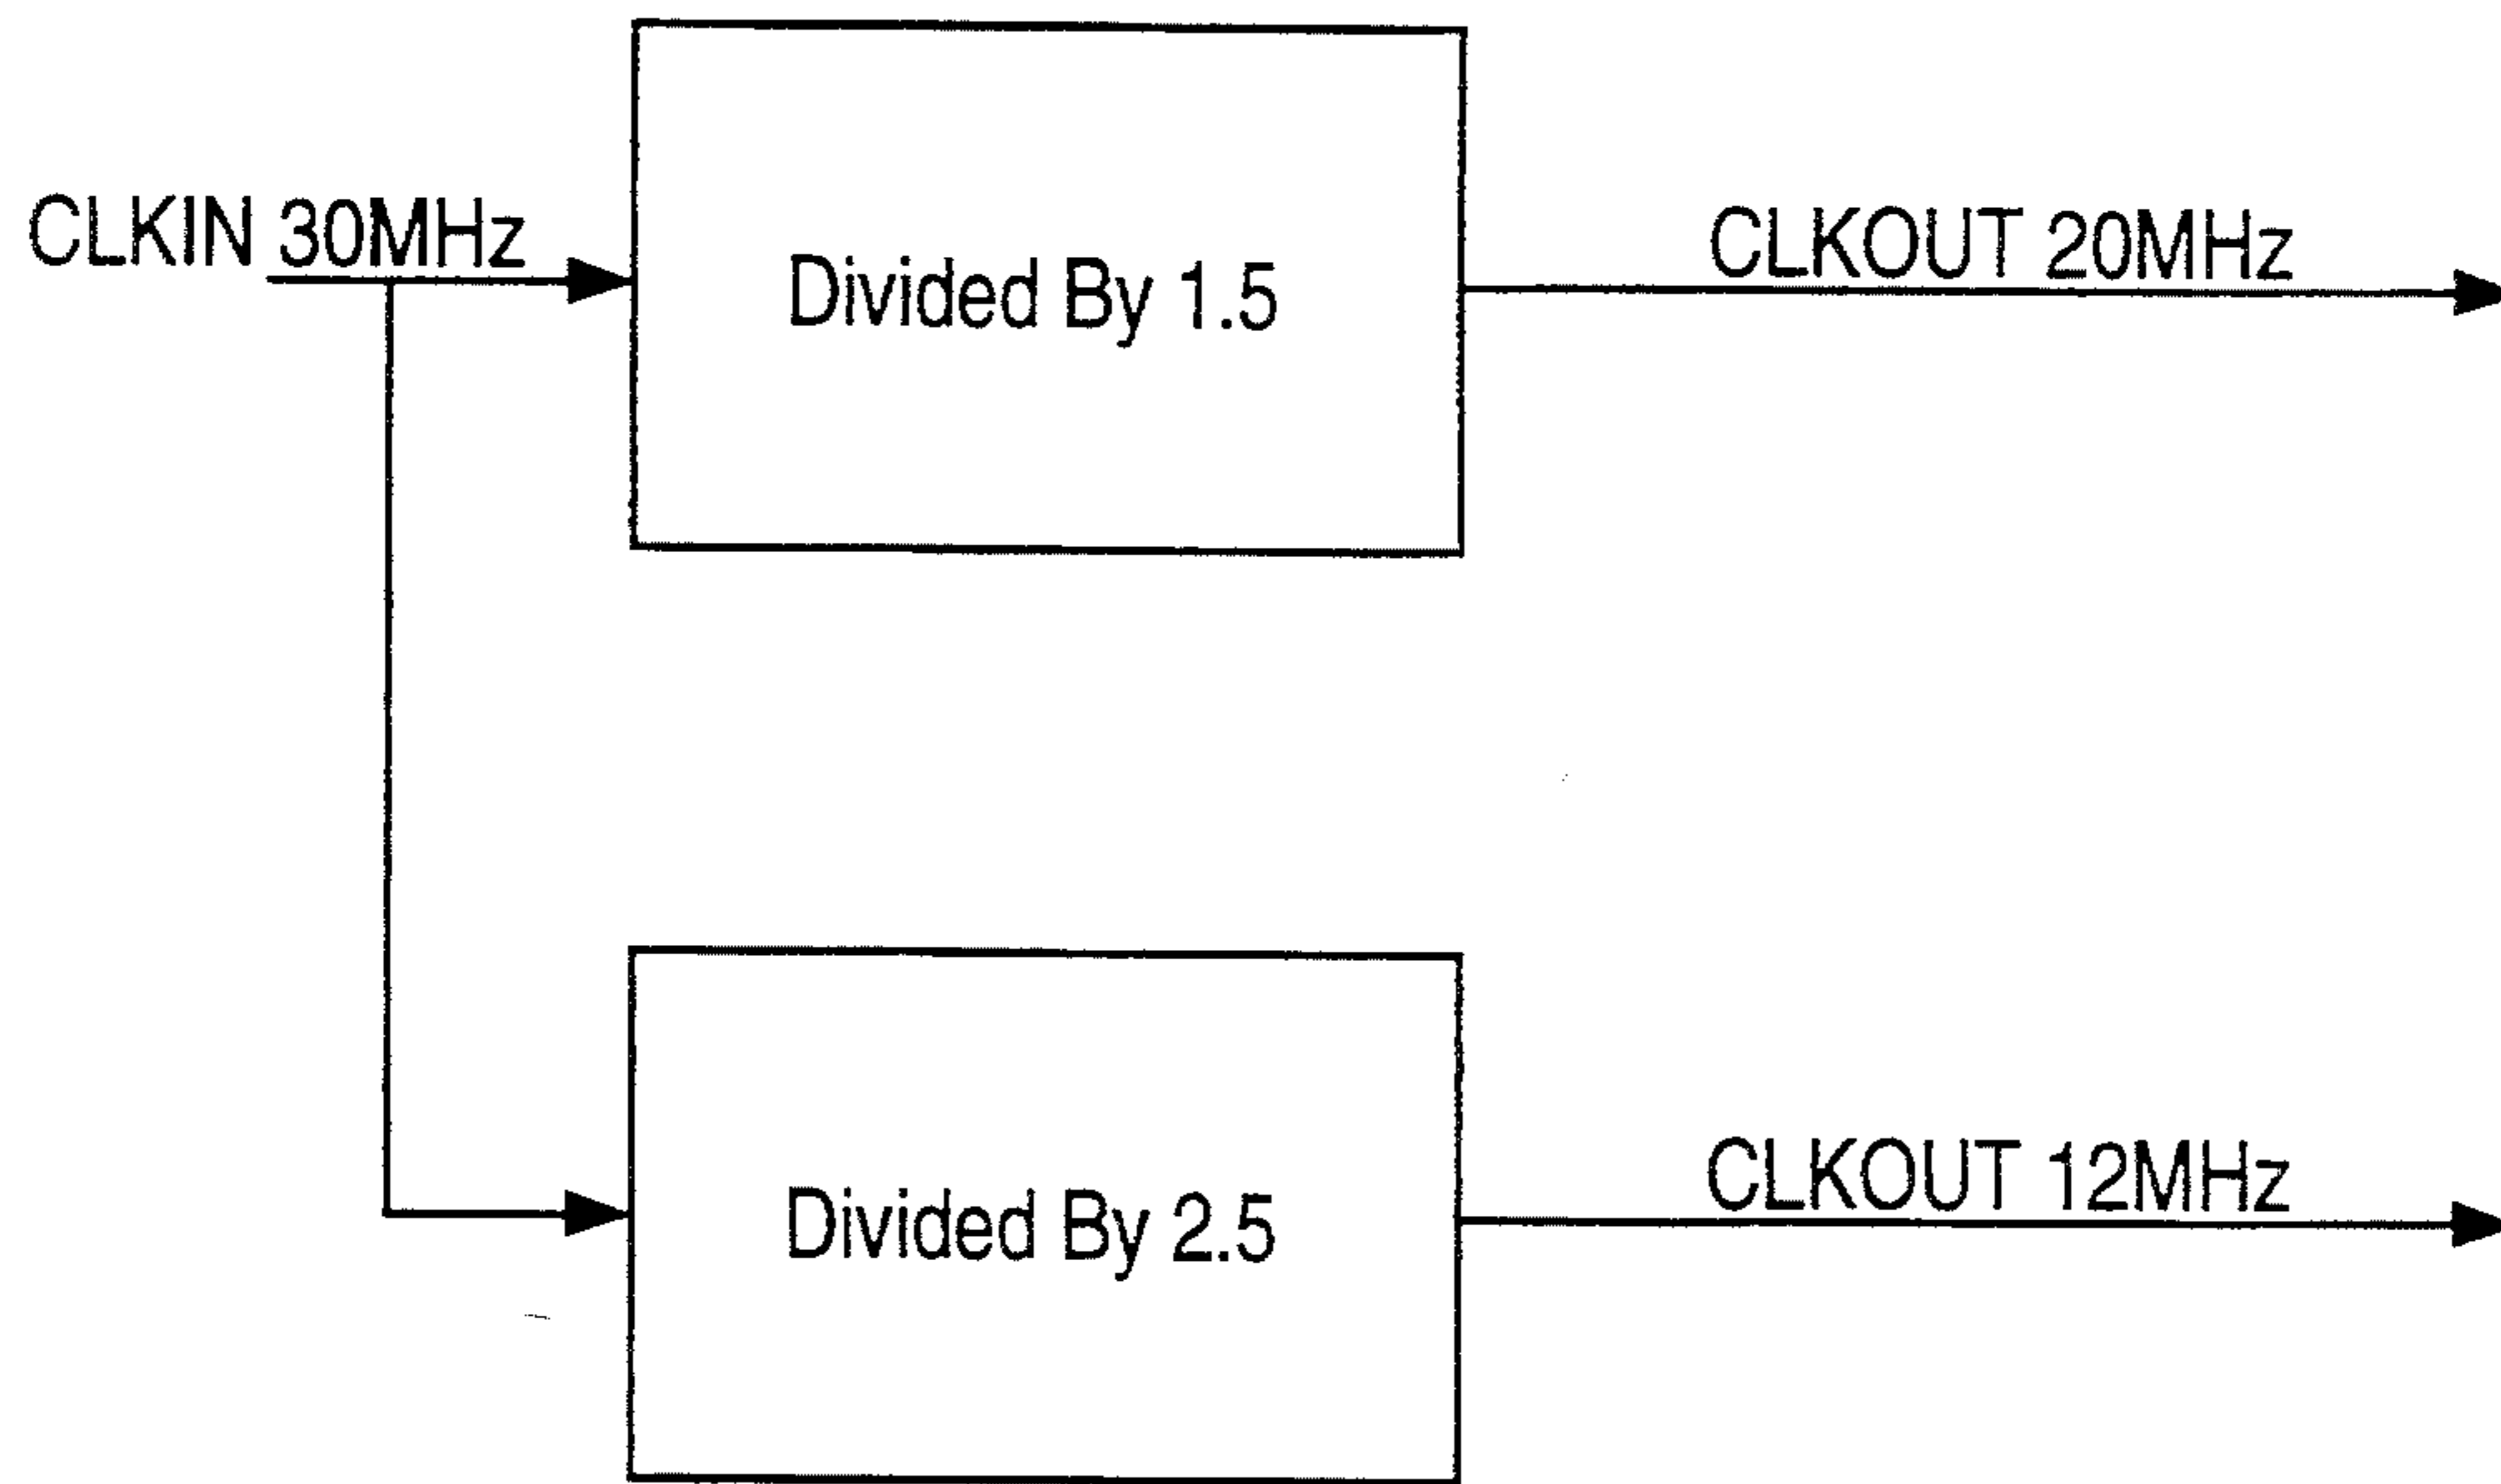 CLKIN 30MHz
Divided By 1.5
CLKOUT 20MHz
Divided By 2.5
CLKOUT 12MHz